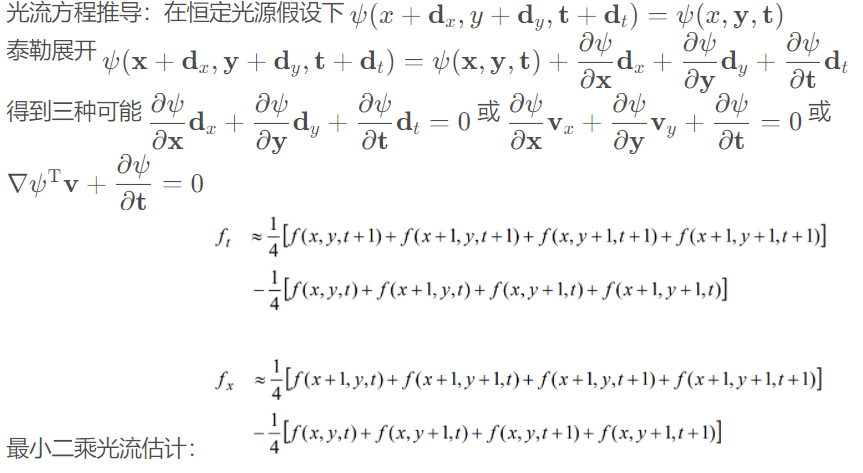 光流方程推导：在恒定光源假设下 ψ(x + d_x, y + d_y, t + d_t) = ψ(x, y, t)
泰勒展开 ψ(x + d_x, y + d_y, t + d_t) = ψ(x, y, t) + ∂ψ/∂x d_x + ∂ψ/∂y d_y + ∂ψ/∂t d_t
得到三种可能 ∂ψ/∂x d_x + ∂ψ/∂y d_y + ∂ψ/∂t d_t = 0 或 ∂ψ/∂x v_x + ∂ψ/∂y v_y + ∂ψ/∂t = 0 或
∇ψ^T v + ∂ψ/∂t = 0
f_t ≈ 1/4[f(x,y,t+1)+f(x+1,y,t+1)+f(x,y+1,t+1)+f(x+1,y+1,t+1)]
−1/4[f(x,y,t)+f(x+1,y,t)+f(x,y+1,t)+f(x+1,y+1,t)]
f_x ≈ 1/4[f(x+1,y,t)+f(x+1,y+1,t)+f(x+1,y,t+1)+f(x+1,y+1,t+1)]
−1/4[f(x,y,t)+f(x,y+1,t)+f(x,y,t+1)+f(x,y+1,t+1)]
最小二乘光流估计：